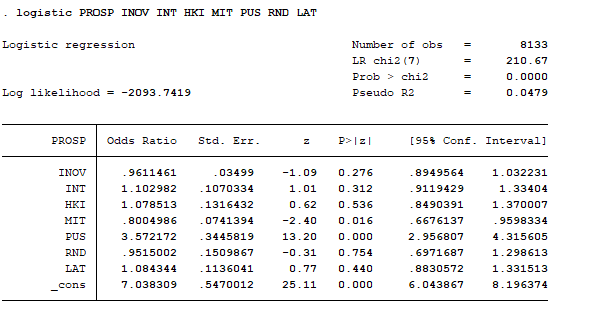 . logistic PROSP INOV INT HKI MIT PUS RND LAT
Logistic regression Number of obs = 8133
LR chi2(7) = 210.67
Prob > chi2 = 0.0000
Log likelihood = -2093.7419 Pseudo R2 = 0.0479
PROSP Odds Ratio Std. Err. z P>|z| [95% Conf. Interval]
INOV .9611461 .03499 -1.09 0.276 .8949564 1.032231
INT 1.102982 .1070334 1.01 0.312 .9119429 1.33404
HKI 1.078513 .1316432 0.62 0.536 .8490391 1.370007
MIT .8004986 .0741394 -2.40 0.016 .6676137 .9598334
PUS 3.572172 .3445819 13.20 0.000 2.956807 4.315605
RND .9515002 .1509867 -0.31 0.754 .6971687 1.298613
LAT 1.084344 .1136041 0.77 0.440 .8830572 1.331513
_cons 7.038309 .5470012 25.11 0.000 6.043867 8.196374